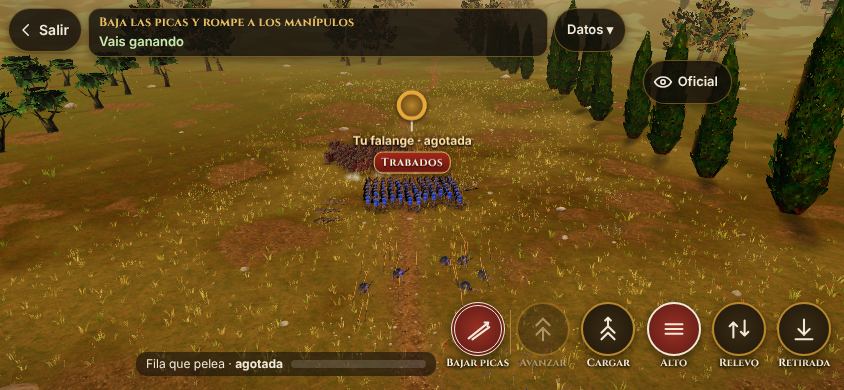 Salir
BAJA LAS PICAS Y ROMPE A LOS MANÍPULOS
Vais ganando
Datos ▾
Oficial
Tu falange · agotada
TRABADOS
Fila que pelea · agotada
BAJAR PICAS
AVANZAR
CARGAR
ALTO
RELEVO
RETIRADA